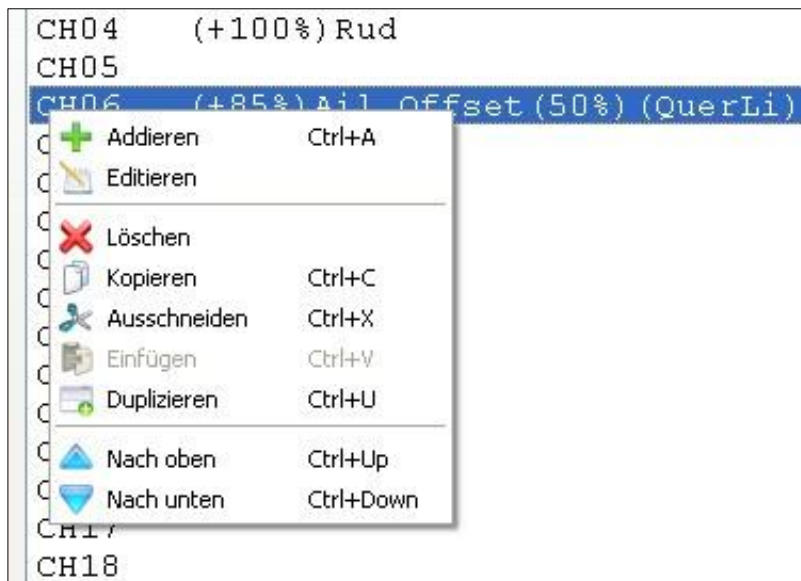 CH04 (+100%)Rud
CH05
CH06 (+85%)Ail Offset(50%)(QuerLi)
Addieren Ctrl+A
Editieren
Löschen
Kopieren Ctrl+C
Ausschneiden Ctrl+X
Einfügen Ctrl+V
Duplizieren Ctrl+U
Nach oben Ctrl+Up
Nach unten Ctrl+Down
CH17
CH18